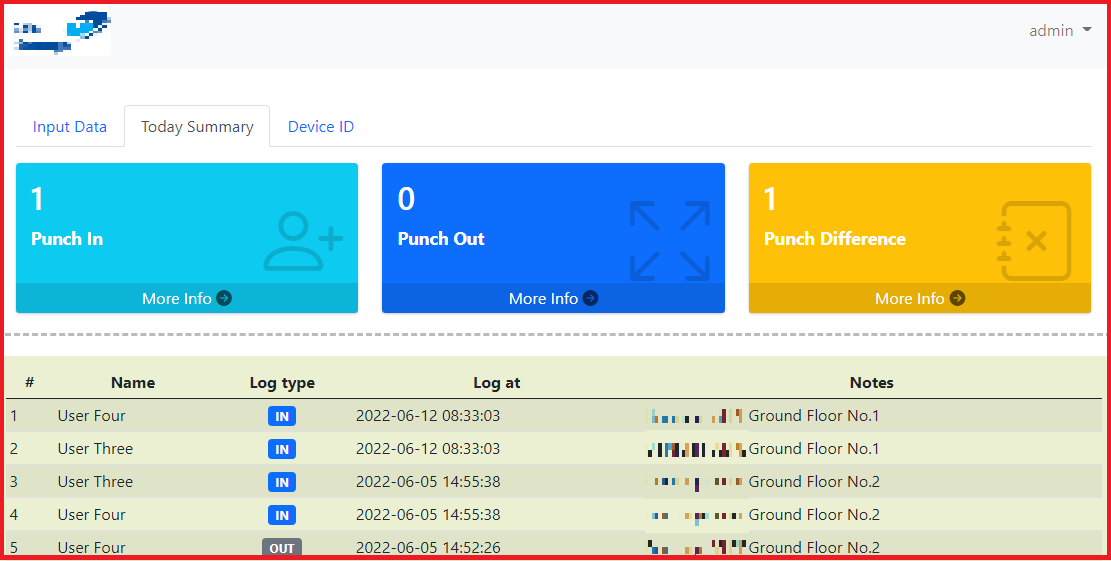 admin
Input Data Today Summary Device ID
1 0 1
Punch In Punch Out Punch Difference
More Info More Info More Info
# Name Log type Log at Notes
1 User Four IN 2022-06-12 08:33:03 Ground Floor No.1
2 User Three IN 2022-06-12 08:33:03 Ground Floor No.1
3 User Three IN 2022-06-05 14:55:38 Ground Floor No.2
4 User Four IN 2022-06-05 14:55:38 Ground Floor No.2
5 User Four OUT 2022-06-05 14:52:26 Ground Floor No.2